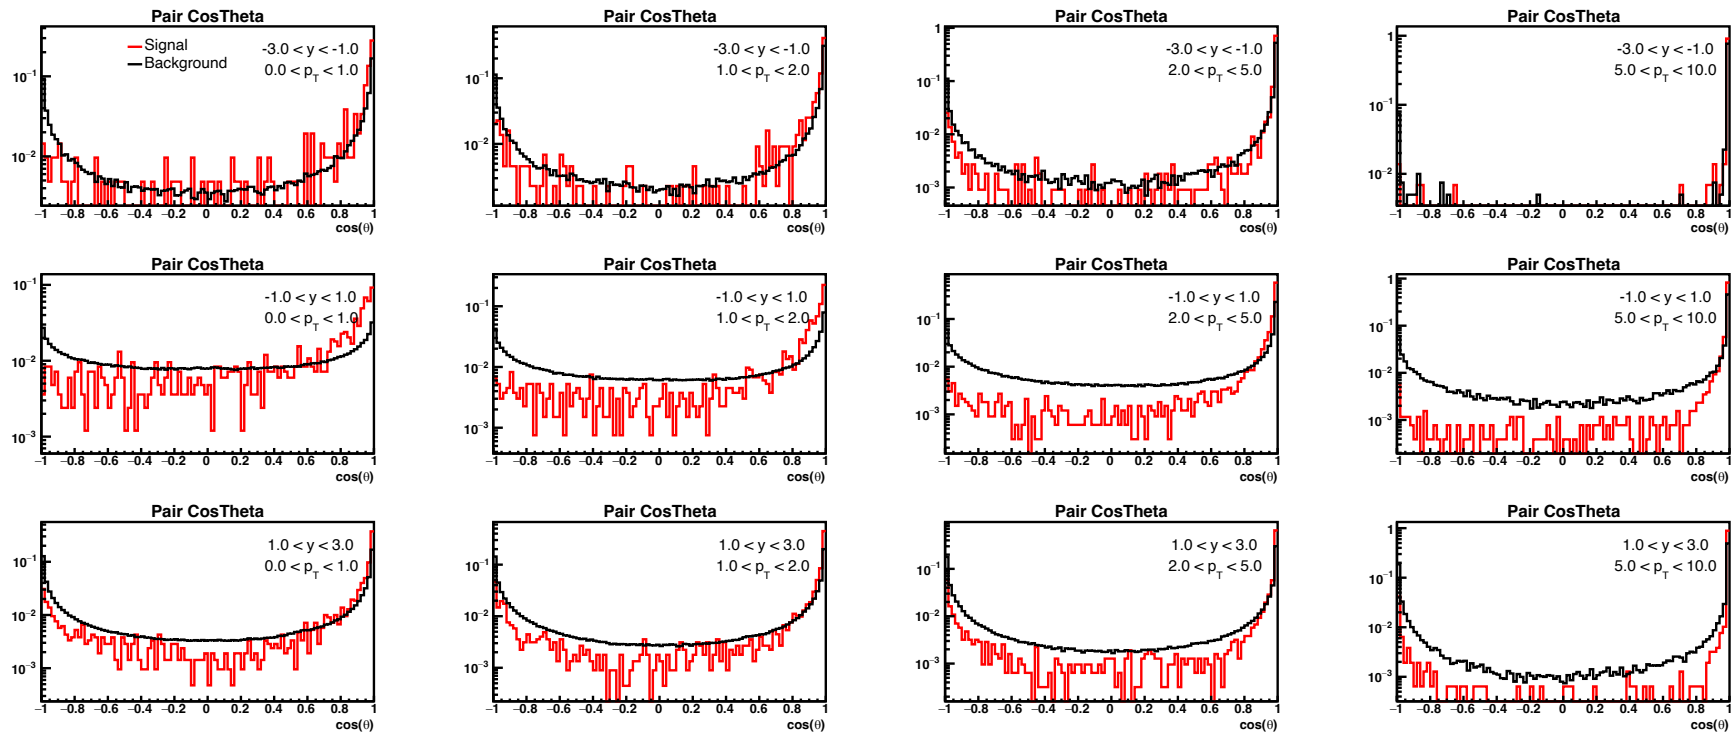 Pair CosTheta
Signal
Background
-3.0 < y < -1.0
0.0 < p_T < 1.0
10⁻¹
10⁻²
−1 −0.8 −0.6 −0.4 −0.2 0 0.2 0.4 0.6 0.8 1
cos(θ)
Pair CosTheta
-3.0 < y < -1.0
1.0 < p_T < 2.0
10⁻¹
10⁻²
−1 −0.8 −0.6 −0.4 −0.2 0 0.2 0.4 0.6 0.8 1
cos(θ)
Pair CosTheta
-3.0 < y < -1.0
2.0 < p_T < 5.0
1
10⁻¹
10⁻²
10⁻³
−1 −0.8 −0.6 −0.4 −0.2 0 0.2 0.4 0.6 0.8 1
cos(θ)
Pair CosTheta
-3.0 < y < -1.0
5.0 < p_T < 10.0
1
10⁻¹
10⁻²
−1 −0.8 −0.6 −0.4 −0.2 0 0.2 0.4 0.6 0.8 1
cos(θ)
Pair CosTheta
-1.0 < y < 1.0
0.0 < p_T < 1.0
10⁻¹
10⁻²
10⁻³
−1 −0.8 −0.6 −0.4 −0.2 0 0.2 0.4 0.6 0.8 1
cos(θ)
Pair CosTheta
-1.0 < y < 1.0
1.0 < p_T < 2.0
10⁻¹
10⁻²
10⁻³
−1 −0.8 −0.6 −0.4 −0.2 0 0.2 0.4 0.6 0.8 1
cos(θ)
Pair CosTheta
-1.0 < y < 1.0
2.0 < p_T < 5.0
1
10⁻¹
10⁻²
10⁻³
−1 −0.8 −0.6 −0.4 −0.2 0 0.2 0.4 0.6 0.8 1
cos(θ)
Pair CosTheta
-1.0 < y < 1.0
5.0 < p_T < 10.0
1
10⁻¹
10⁻²
10⁻³
−1 −0.8 −0.6 −0.4 −0.2 0 0.2 0.4 0.6 0.8 1
cos(θ)
Pair CosTheta
1.0 < y < 3.0
0.0 < p_T < 1.0
10⁻¹
10⁻²
10⁻³
−1 −0.8 −0.6 −0.4 −0.2 0 0.2 0.4 0.6 0.8 1
cos(θ)
Pair CosTheta
1.0 < y < 3.0
1.0 < p_T < 2.0
10⁻¹
10⁻²
10⁻³
−1 −0.8 −0.6 −0.4 −0.2 0 0.2 0.4 0.6 0.8 1
cos(θ)
Pair CosTheta
1.0 < y < 3.0
2.0 < p_T < 5.0
1
10⁻¹
10⁻²
10⁻³
−1 −0.8 −0.6 −0.4 −0.2 0 0.2 0.4 0.6 0.8 1
cos(θ)
Pair CosTheta
1.0 < y < 3.0
5.0 < p_T < 10.0
1
10⁻¹
10⁻²
10⁻³
−1 −0.8 −0.6 −0.4 −0.2 0 0.2 0.4 0.6 0.8 1
cos(θ)